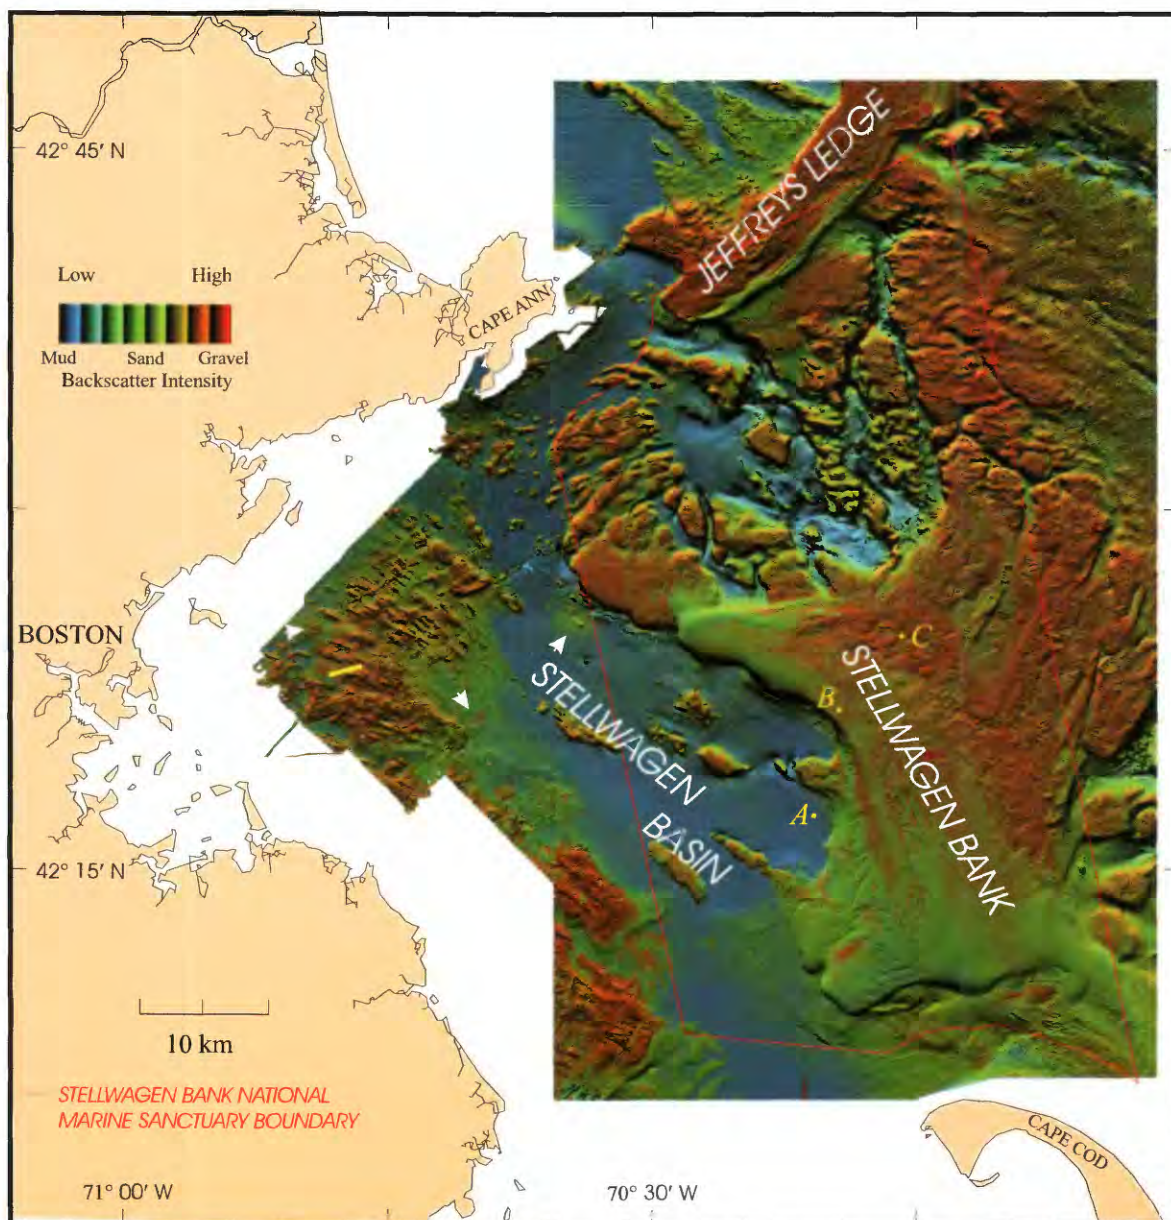 42° 45' N
JEFFREYS LEDGE
Low High
Mud Sand Gravel
Backscatter Intensity
CAPE ANN
BOSTON
C
STELLWAGEN
BASIN
STELLWAGEN BANK
B
A
42° 15' N
10 km
STELLWAGEN BANK NATIONAL
MARINE SANCTUARY BOUNDARY
CAPE COD
71° 00' W
70° 30' W